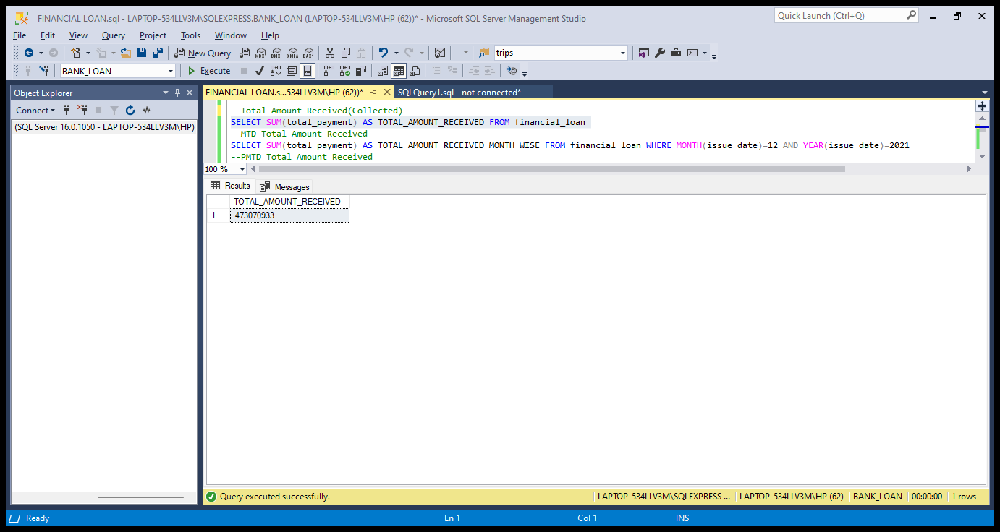 FINANCIAL LOAN.sql - LAPTOP-534LLV3M\SQLEXPRESS.BANK_LOAN (LAPTOP-534LLV3M\HP (62))* - Microsoft SQL Server Management Studio
Quick Launch (Ctrl+Q)
File Edit View Query Project Tools Window Help
New Query MDX DMX XMLA DAX trips
BANK_LOAN Execute
Object Explorer
FINANCIAL LOAN.s...534LLV3M\HP (62))* SQLQuery1.sql - not connected*
Connect
(SQL Server 16.0.1050 - LAPTOP-534LLV3M\HP)
--Total Amount Received(Collected)
SELECT SUM(total_payment) AS TOTAL_AMOUNT_RECEIVED FROM financial_loan
--MTD Total Amount Received
SELECT SUM(total_payment) AS TOTAL_AMOUNT_RECEIVED_MONTH_WISE FROM financial_loan WHERE MONTH(issue_date)=12 AND YEAR(issue_date)=2021
--PMTD Total Amount Received
100 %
Results Messages
TOTAL_AMOUNT_RECEIVED
1 473070933
Query executed successfully. LAPTOP-534LLV3M\SQLEXPRESS ... LAPTOP-534LLV3M\HP (62) BANK_LOAN 00:00:00 1 rows
Ready Ln 1 Col 1 INS